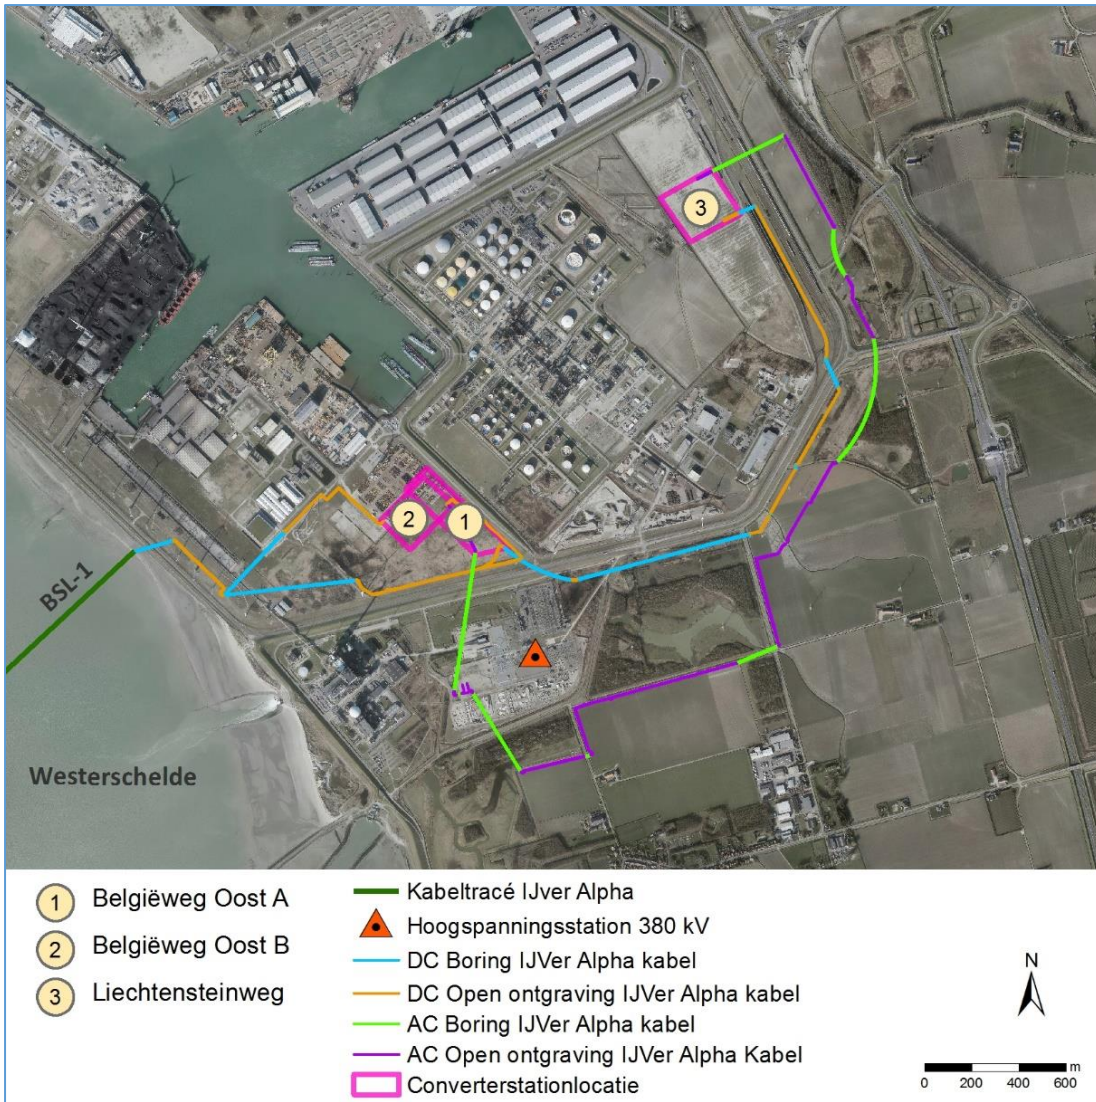 3
2
1
BSL-1
Westerschelde
1 Belgiëweg Oost A
2 Belgiëweg Oost B
3 Liechtensteinweg
Kabeltracé IJver Alpha
Hoogspanningsstation 380 kV
DC Boring IJVer Alpha kabel
DC Open ontgraving IJVer Alpha kabel
AC Boring IJVer Alpha kabel
AC Open ontgraving IJVer Alpha Kabel
Converterstationlocatie
N
m
0 200 400 600